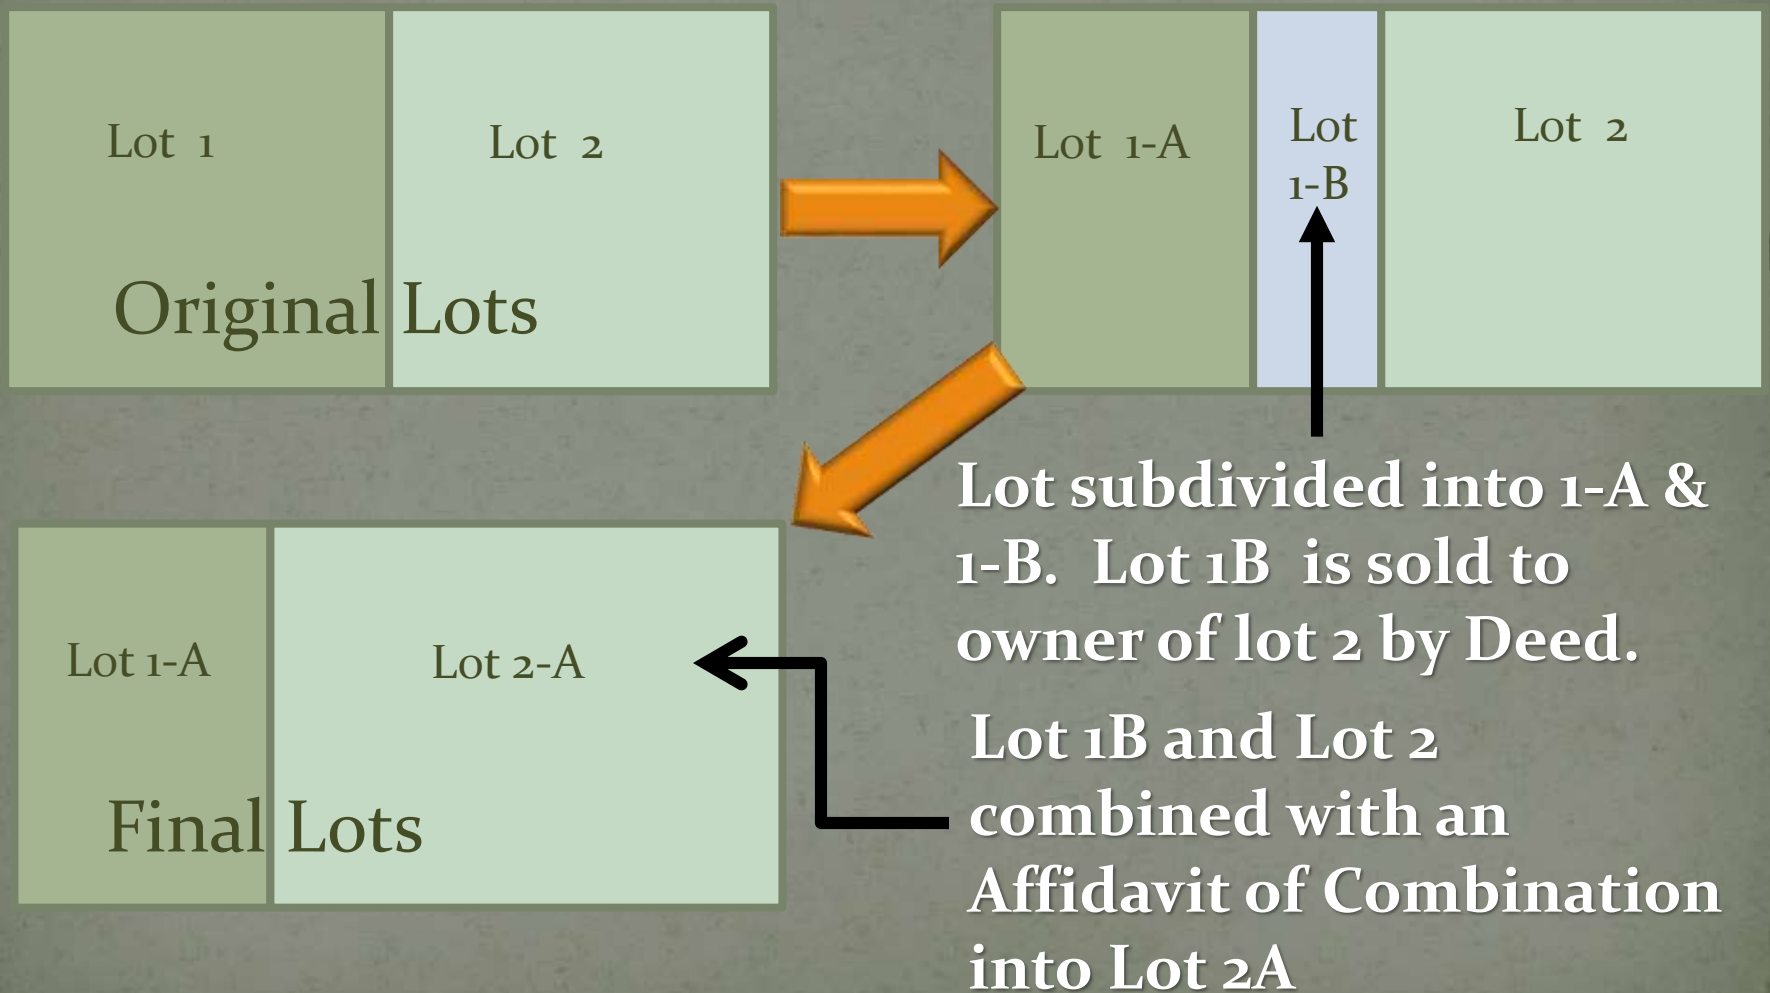 Lot 1
Lot 2
Original Lots
Lot 1-A
Lot
1-B
Lot 2
Lot subdivided into 1-A &
1-B. Lot 1B is sold to
owner of lot 2 by Deed.
Lot 1-A
Lot 2-A
Final Lots
Lot 1B and Lot 2
combined with an
Affidavit of Combination
into Lot 2A